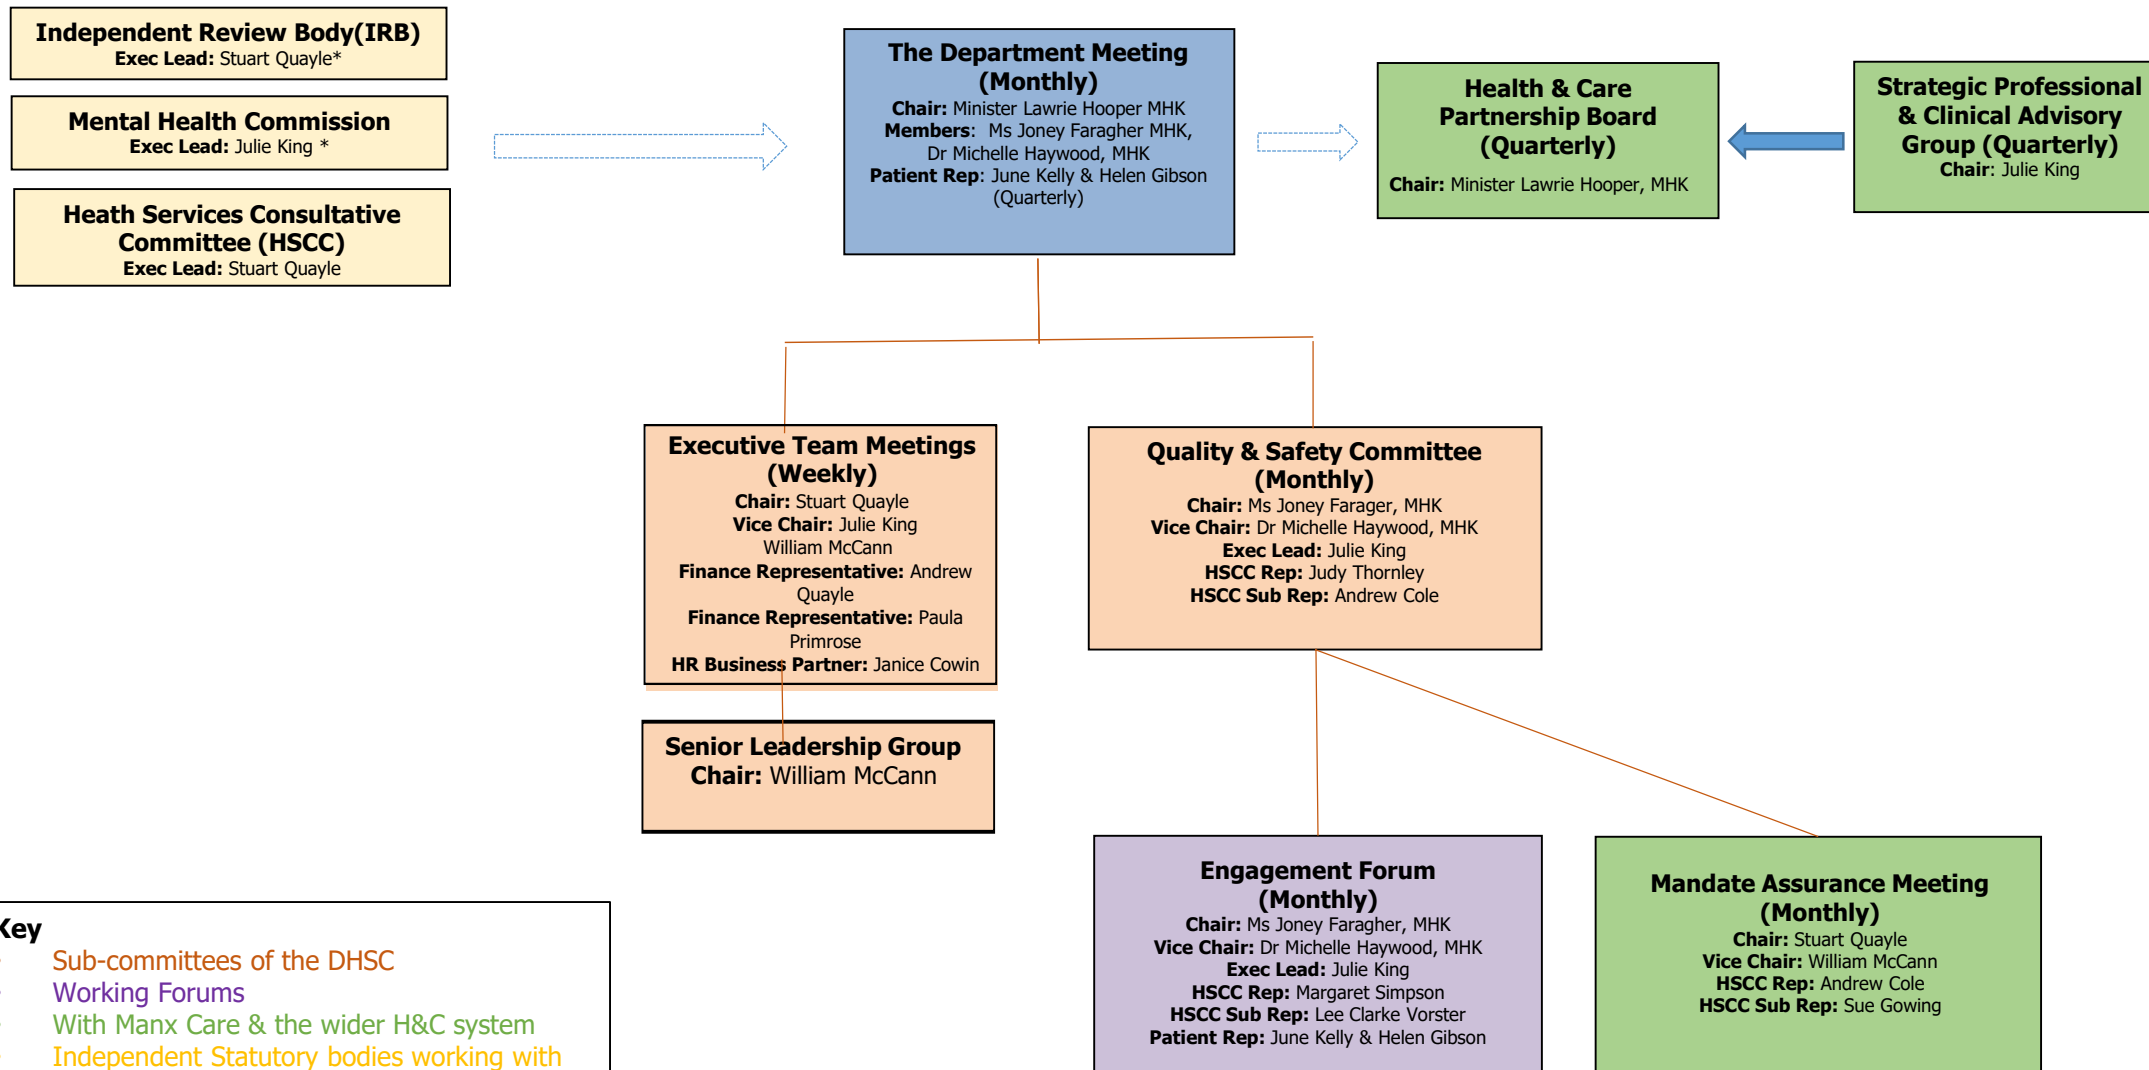 Independent Review Body(IRB)
Exec Lead: Stuart Quayle*
Mental Health Commission
Exec Lead: Julie King *
Heath Services Consultative
Committee (HSCC)
Exec Lead: Stuart Quayle
The Department Meeting
(Monthly)
Chair: Minister Lawrie Hooper MHK
Members: Ms Joney Faragher MHK,
Dr Michelle Haywood, MHK
Patient Rep: June Kelly & Helen Gibson
(Quarterly)
Health & Care
Partnership Board
(Quarterly)
Chair: Minister Lawrie Hooper, MHK
Strategic Professional
& Clinical Advisory
Group (Quarterly)
Chair: Julie King
Executive Team Meetings
(Weekly)
Chair: Stuart Quayle
Vice Chair: Julie King
William McCann
Finance Representative: Andrew
Quayle
Finance Representative: Paula
Primrose
HR Business Partner: Janice Cowin
Quality & Safety Committee
(Monthly)
Chair: Ms Joney Farager, MHK
Vice Chair: Dr Michelle Haywood, MHK
Exec Lead: Julie King
HSCC Rep: Judy Thornley
HSCC Sub Rep: Andrew Cole
Senior Leadership Group
Chair: William McCann
Engagement Forum
(Monthly)
Chair: Ms Joney Faragher, MHK
Vice Chair: Dr Michelle Haywood, MHK
Exec Lead: Julie King
HSCC Rep: Margaret Simpson
HSCC Sub Rep: Lee Clarke Vorster
Patient Rep: June Kelly & Helen Gibson
Mandate Assurance Meeting
(Monthly)
Chair: Stuart Quayle
Vice Chair: William McCann
HSCC Rep: Andrew Cole
HSCC Sub Rep: Sue Gowing
Key
Sub-committees of the DHSC
Working Forums
With Manx Care & the wider H&C system
Independent Statutory bodies working with